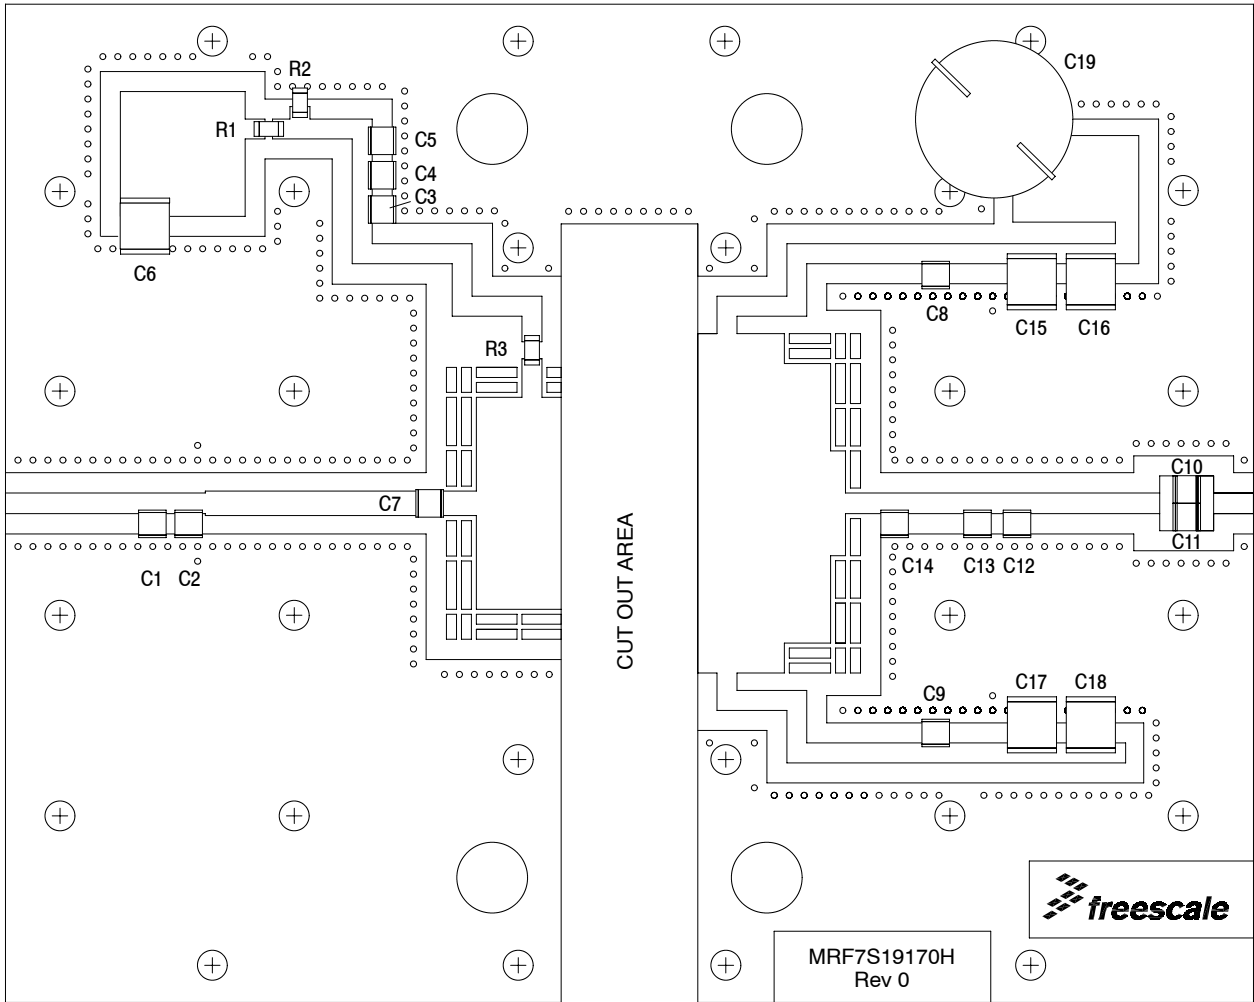 R2
C19
R1
C5
C4
C3
C6
C8
C15
C16
R3
C10
C7
C11
C1
C2
C14
C13
C12
CUT OUT AREA
C9
C17
C18
freescale
MRF7S19170H
Rev 0